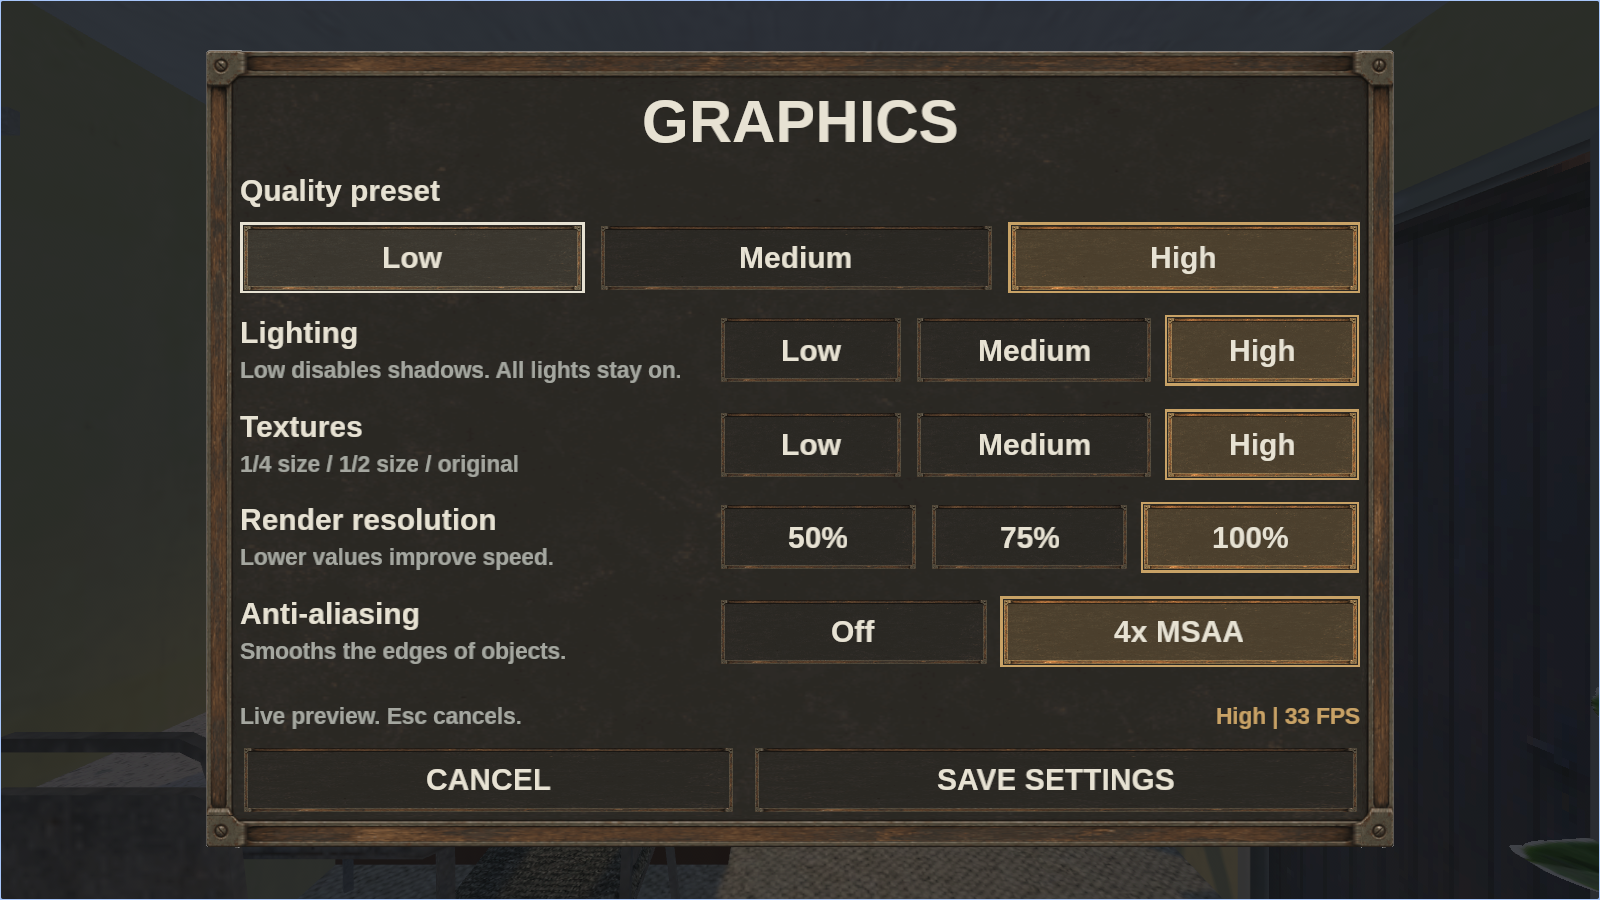 GRAPHICS
Quality preset
Low Medium High
Lighting
Low disables shadows. All lights stay on.
Low Medium High
Textures
1/4 size / 1/2 size / original
Low Medium High
Render resolution
Lower values improve speed.
50% 75% 100%
Anti-aliasing
Smooths the edges of objects.
Off 4x MSAA
Live preview. Esc cancels.
High | 33 FPS
CANCEL SAVE SETTINGS